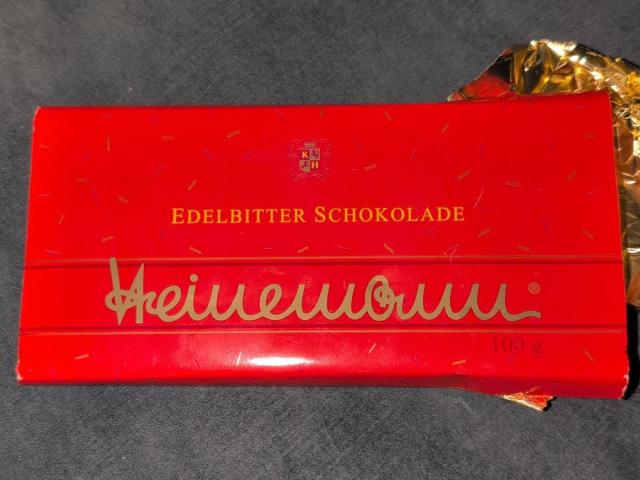 K H
EDELBITTER SCHOKOLADE
Heinemann®
100 g